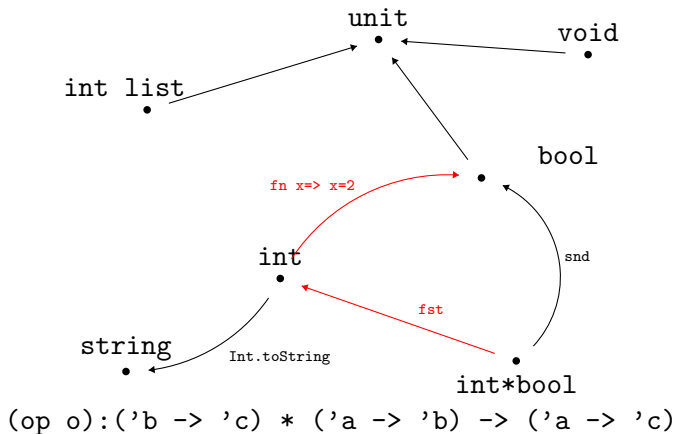 unit
void
int list
bool
fn x=> x=2
int
snd
fst
string
Int.toString
int*bool
(op o):('b -> 'c) * ('a -> 'b) -> ('a -> 'c)